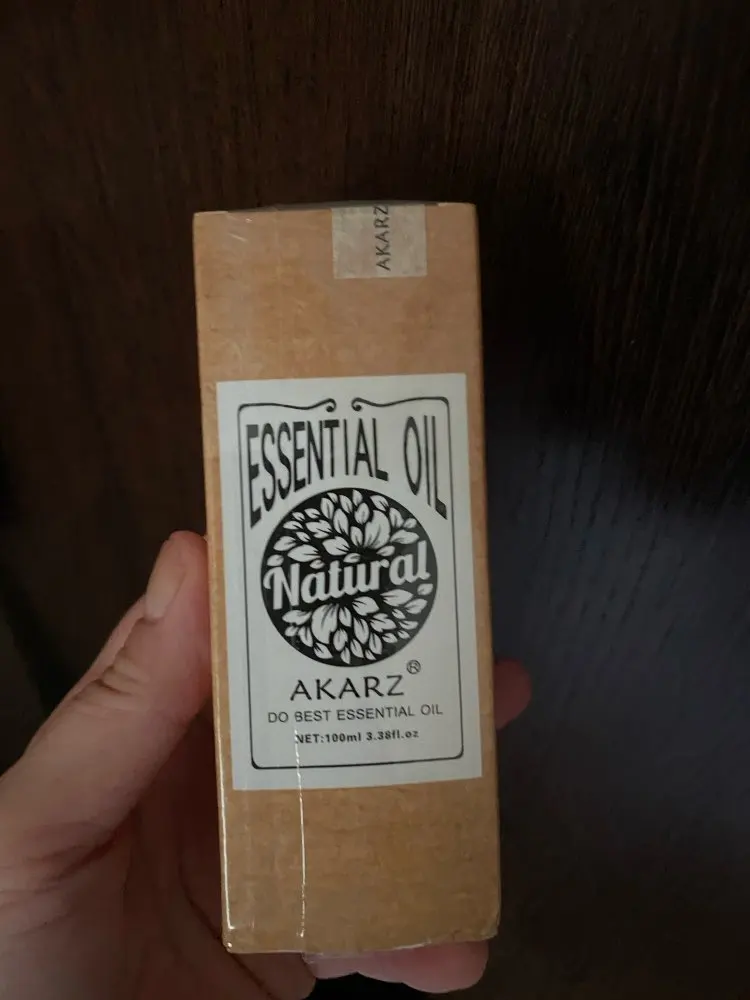 AKARZ
ESSENTIAL OIL
Natural
AKARZ®
DO BEST ESSENTIAL OIL
NET:100ml 3.38fl.oz